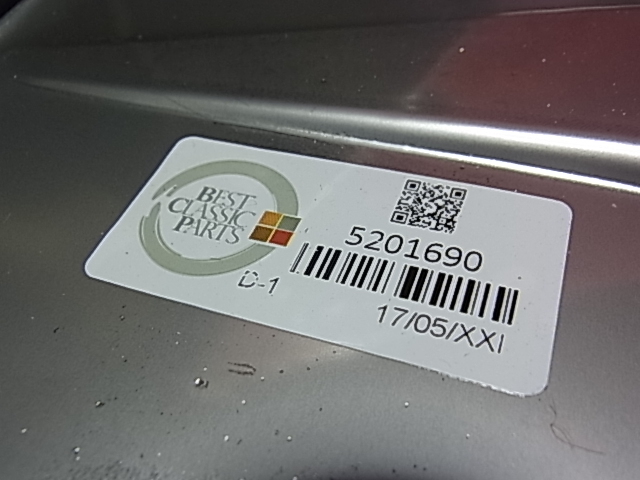 BEST
CLASSIC
PARTS
5201690
D-1
17/05/XXI